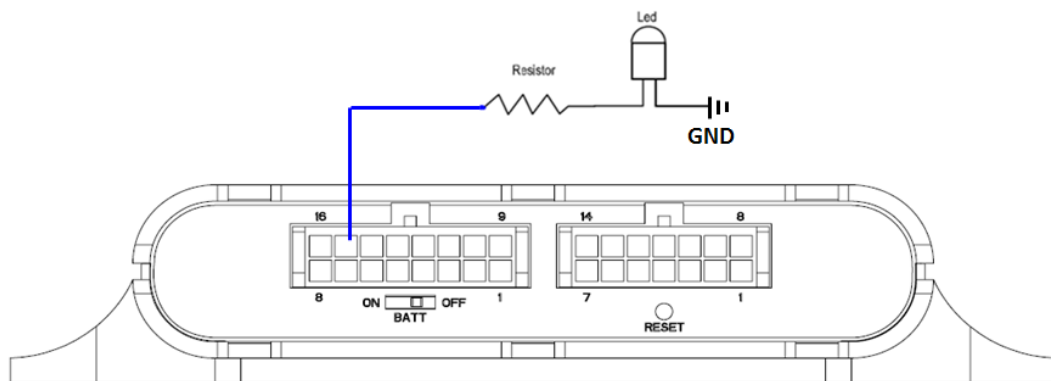 Led
Resistor
GND
16 9 14 8
8 1 7 1
ON OFF
BATT
RESET